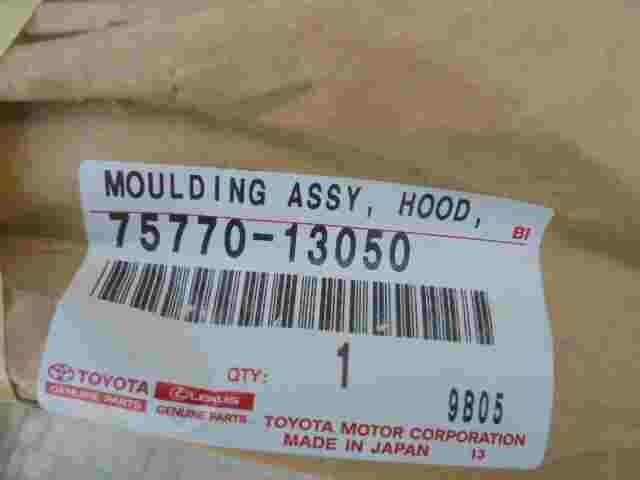 MOULDING ASSY, HOOD,
BI
75770-13050
QTY: 1
TOYOTA
GENUINE PARTS
LEXUS
GENUINE PARTS
9805
TOYOTA MOTOR CORPORATION
MADE IN JAPAN 13